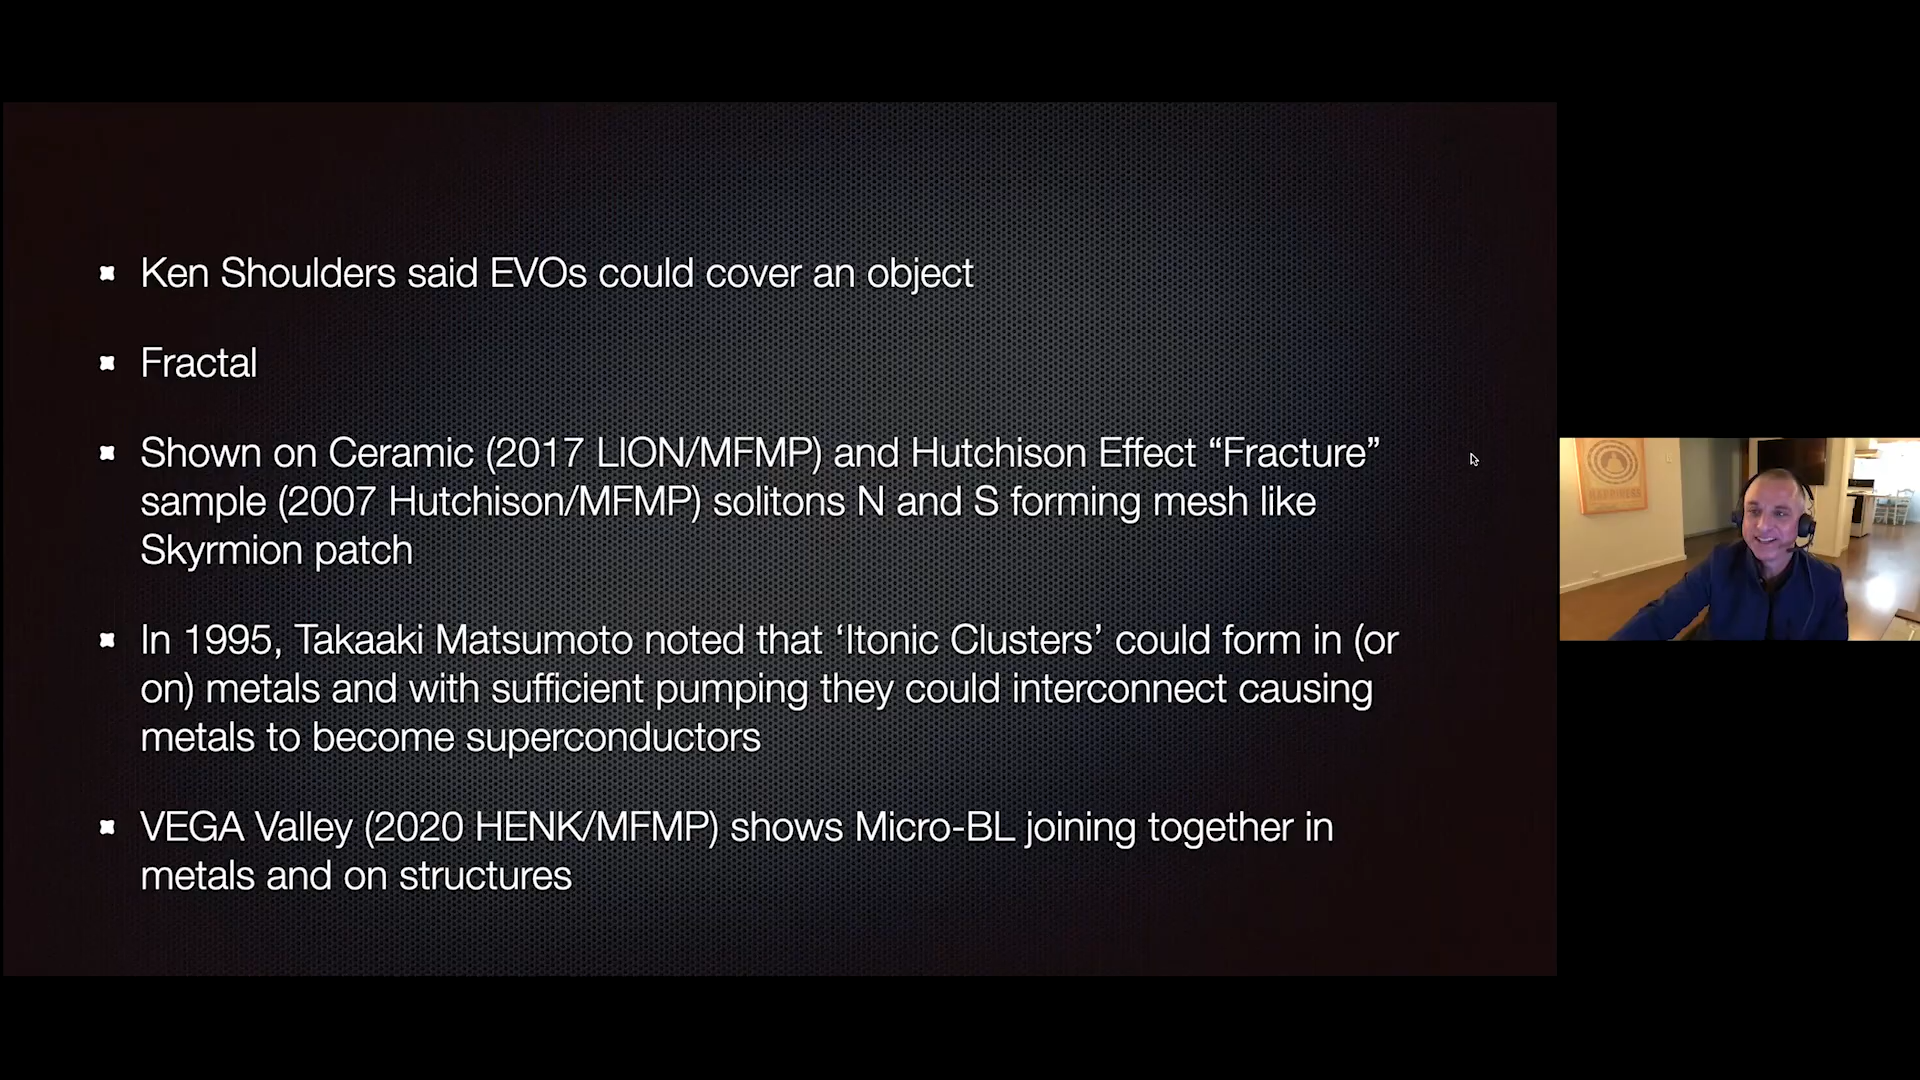 Ken Shoulders said EVOs could cover an object
Fractal
Shown on Ceramic (2017 LION/MFMP) and Hutchison Effect “Fracture”
sample (2007 Hutchison/MFMP) solitons N and S forming mesh like
Skyrmion patch
In 1995, Takaaki Matsumoto noted that ‘Itonic Clusters’ could form in (or
on) metals and with sufficient pumping they could interconnect causing
metals to become superconductors
VEGA Valley (2020 HENK/MFMP) shows Micro-BL joining together in
metals and on structures
HAPPINESS